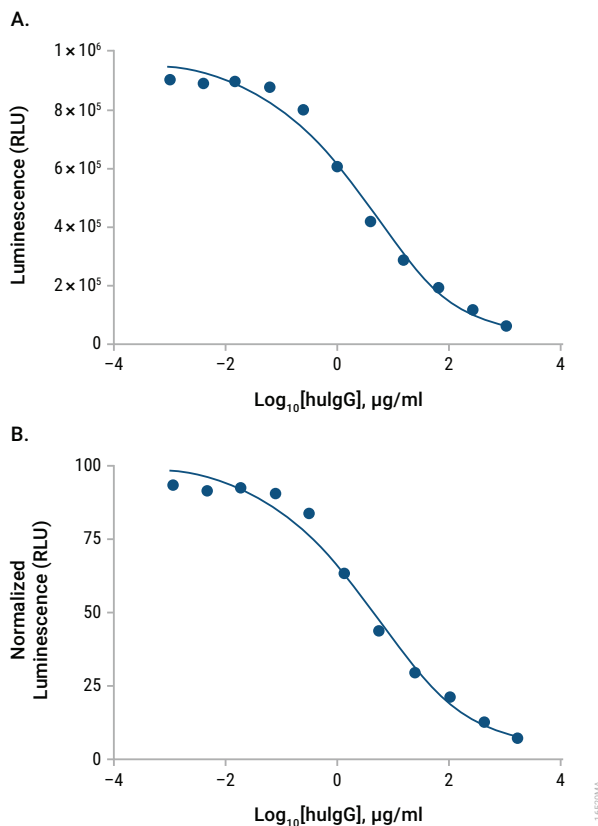 A.
1 × 10⁶
8 × 10⁵
6 × 10⁵
4 × 10⁵
2 × 10⁵
0
Luminescence (RLU)
−4 −2 0 2 4
Log₁₀[huIgG], µg/ml
B.
100
75
50
25
0
Normalized
Luminescence (RLU)
−4 −2 0 2 4
Log₁₀[huIgG], µg/ml